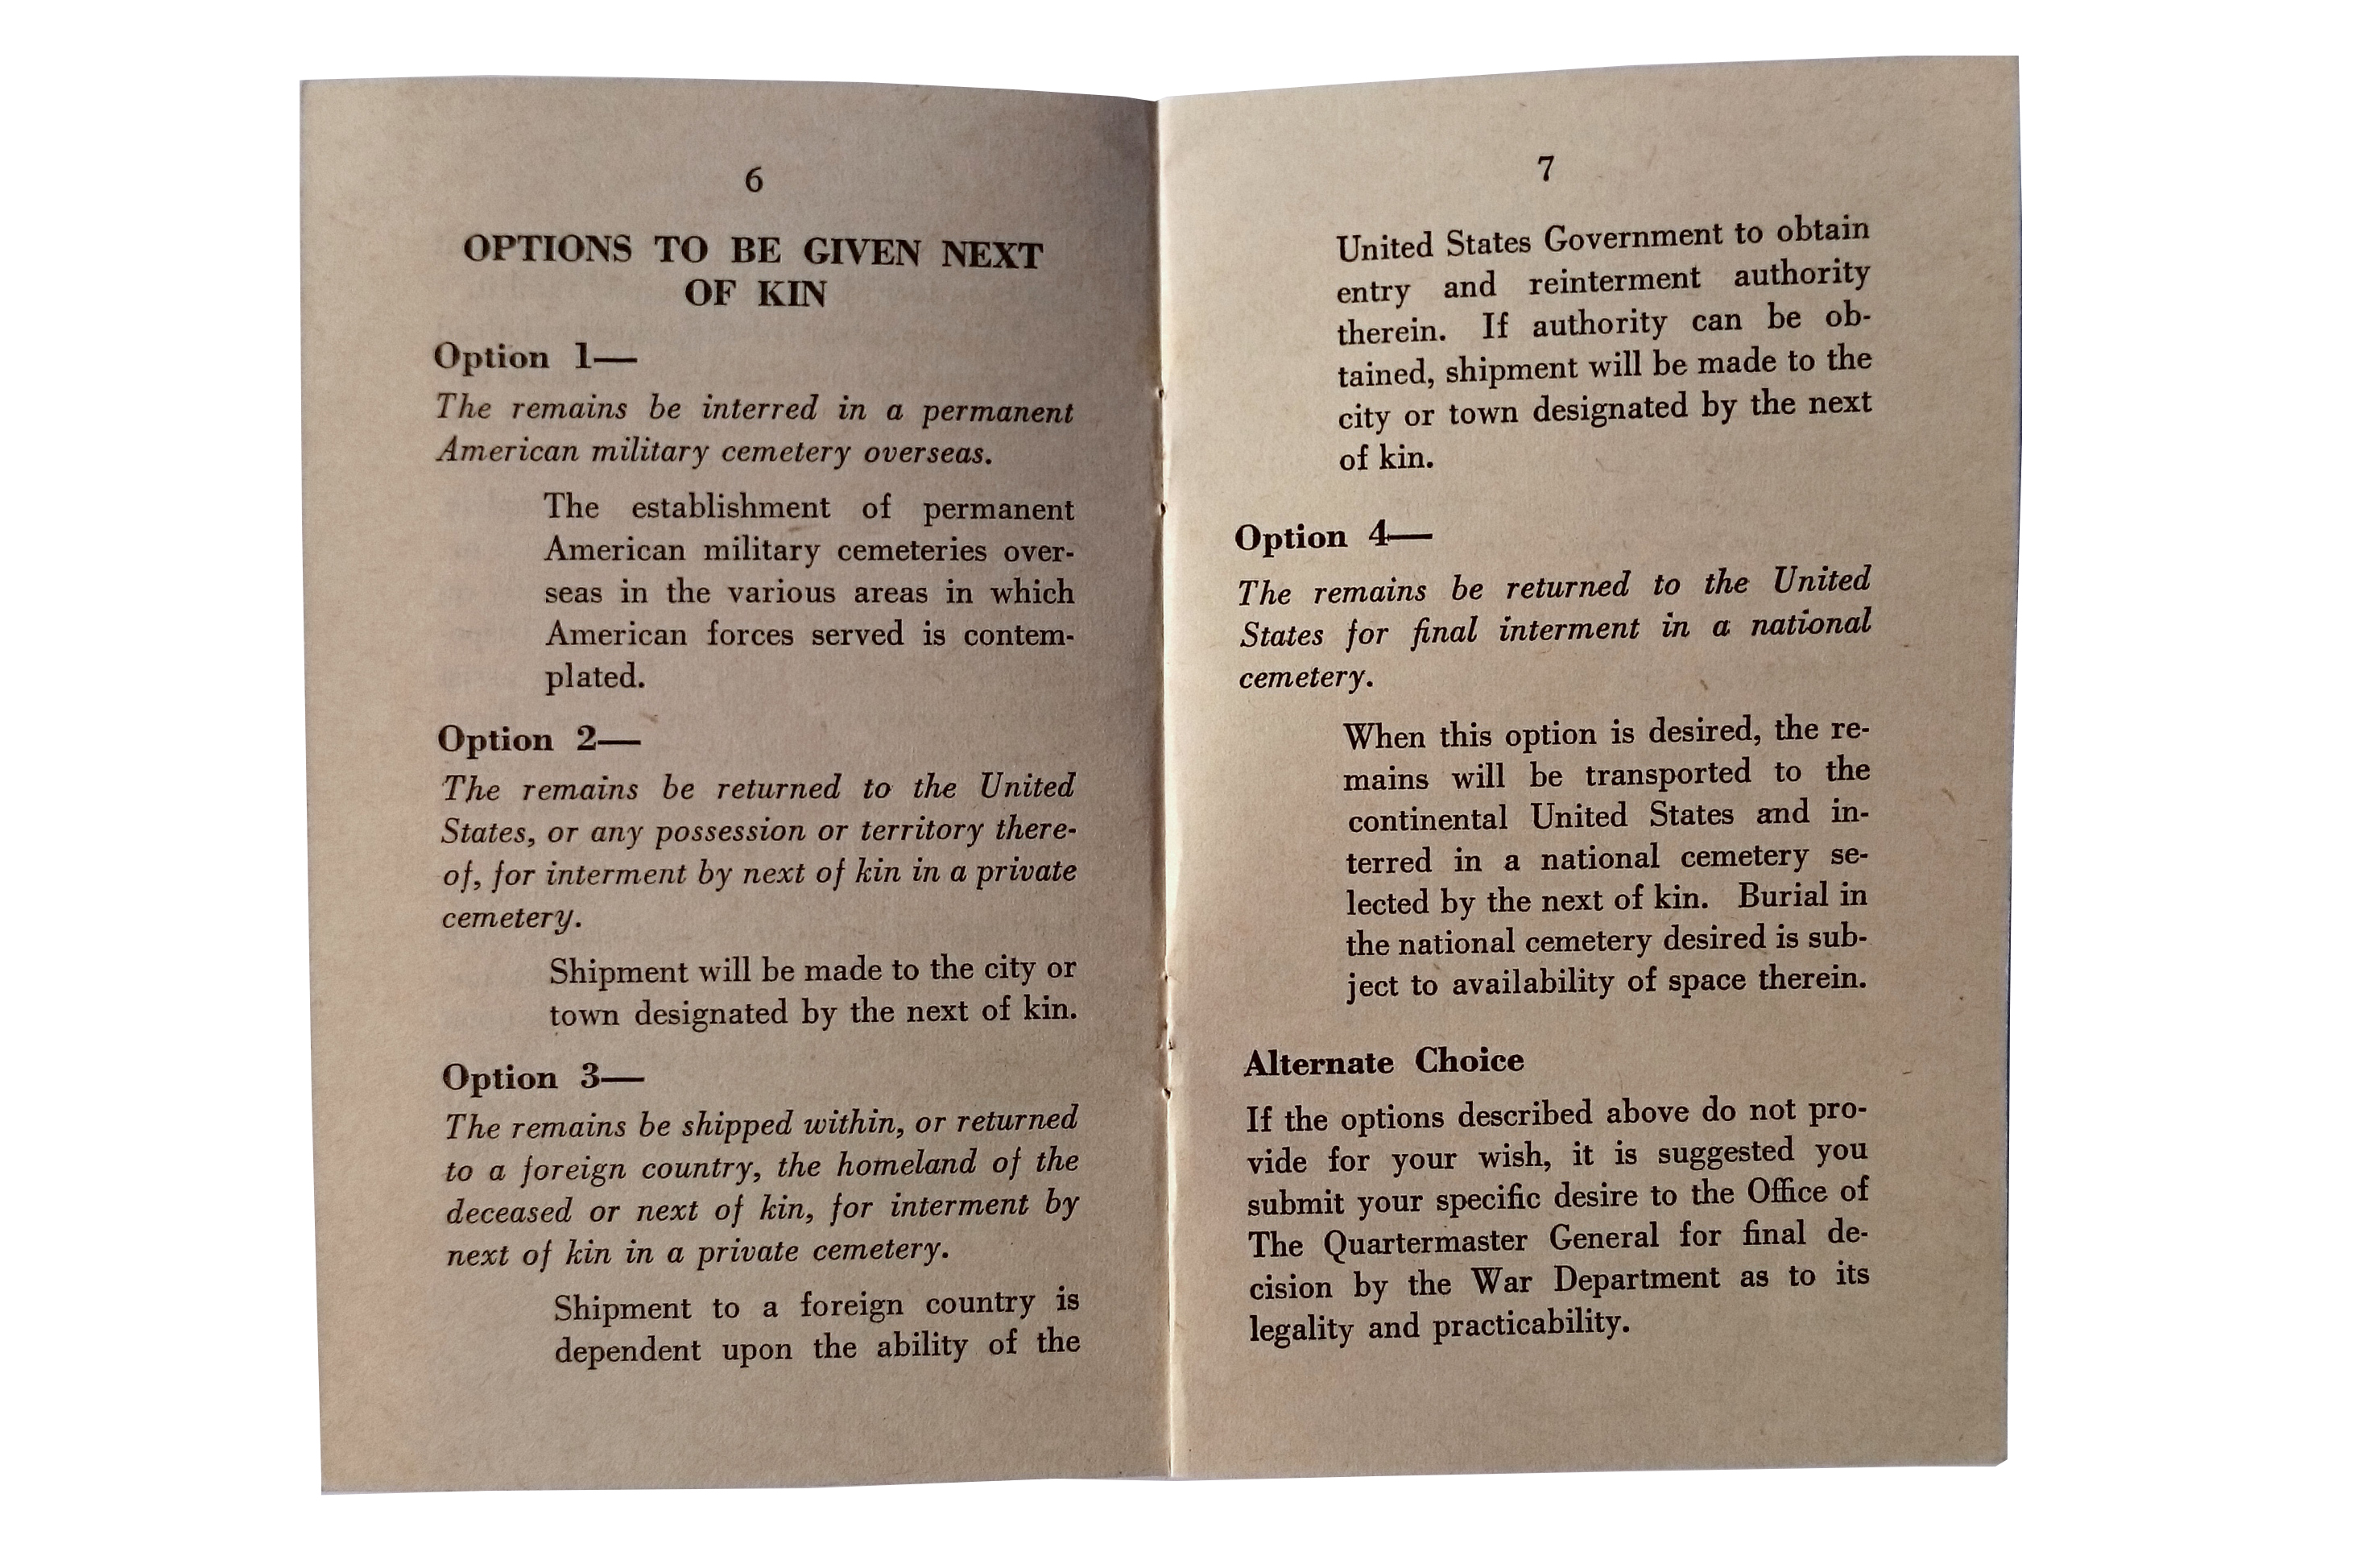 6
OPTIONS TO BE GIVEN NEXT
OF KIN
Option 1—
The remains be interred in a permanent
American military cemetery overseas.
The establishment of permanent
American military cemeteries over-
seas in the various areas in which
American forces served is contem-
plated.
Option 2—
The remains be returned to the United
States, or any possession or territory there-
of, for interment by next of kin in a private
cemetery.
Shipment will be made to the city or
town designated by the next of kin.
Option 3—
The remains be shipped within, or returned
to a foreign country, the homeland of the
deceased or next of kin, for interment by
next of kin in a private cemetery.
Shipment to a foreign country is
dependent upon the ability of the
7
United States Government to obtain
entry and reinterment authority
therein. If authority can be ob-
tained, shipment will be made to the
city or town designated by the next
of kin.
Option 4—
The remains be returned to the United
States for final interment in a national
cemetery.
When this option is desired, the re-
mains will be transported to the
continental United States and in-
terred in a national cemetery se-
lected by the next of kin. Burial in
the national cemetery desired is sub-
ject to availability of space therein.
Alternate Choice
If the options described above do not pro-
vide for your wish, it is suggested you
submit your specific desire to the Office of
The Quartermaster General for final de-
cision by the War Department as to its
legality and practicability.